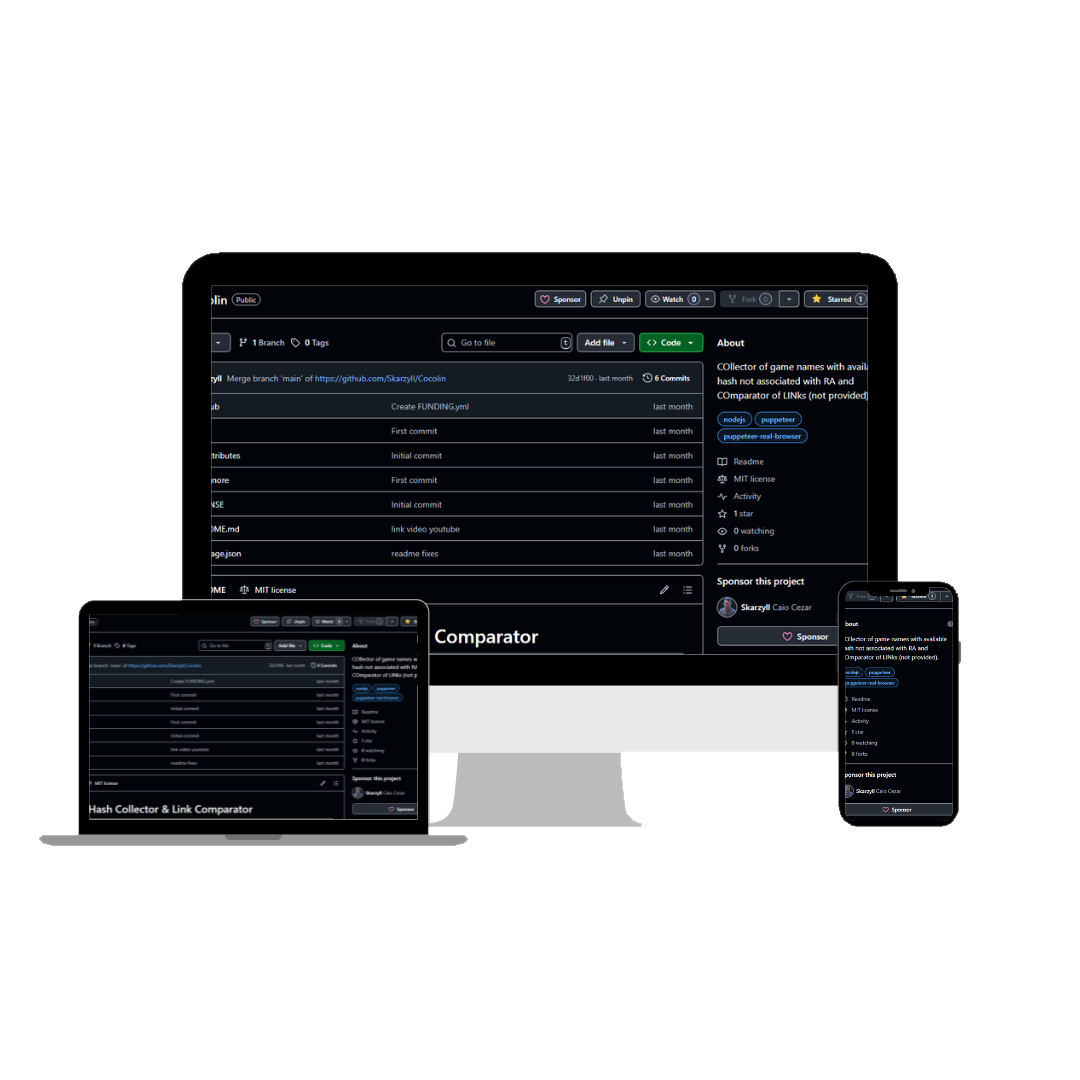 olin Public Sponsor Unpin Watch 0 Fork 0 Starred 1
1 Branch 0 Tags Go to file t Add file Code
zyll Merge branch 'main' of https://github.com/Skarzyll/Cocolin 32d1f00 · last month 6 Commits
ub Create FUNDING.yml last month
First commit last month
tributes Initial commit last month
nore First commit last month
NSE Initial commit last month
OME.md link video youtube last month
age.json readme fixes last month
OME MIT license
Comparator
About
COllector of game names with availa
hash not associated with RA and
COmparator of LINks (not provided)
nodejs puppeteer
puppeteer-real-browser
Readme
MIT license
Activity
1 star
0 watching
0 forks
Sponsor this project
Skarzyll Caio Cezar
Sponsor
Sponsor Unpin Watch 0 Fork 0
1 Branch 0 Tags Go to file t Add file Code
e branch 'main' of https://github.com/Skarzyll/Cocolin 32d1f00 · last month 6 Commits
Create FUNDING.yml last month
First commit last month
Initial commit last month
First commit last month
Initial commit last month
link video youtube last month
readme fixes last month
MIT license
Hash Collector & Link Comparator
About
COllector of game names w
hash not associated with RA
COmparator of LINks (not p
nodejs puppeteer
puppeteer-real-browser
Readme
MIT license
Activity
1 star
0 watching
0 forks
Sponsor this project
Skarzyll Caio Cezar
Sponsor
bout
Ollector of game names with available
ash not associated with RA and
Omparator of LINks (not provided).
nodejs puppeteer
puppeteer-real-browser
Readme
MIT license
Activity
1 star
0 watching
0 forks
ponsor this project
Skarzyll Caio Cezar
Sponsor